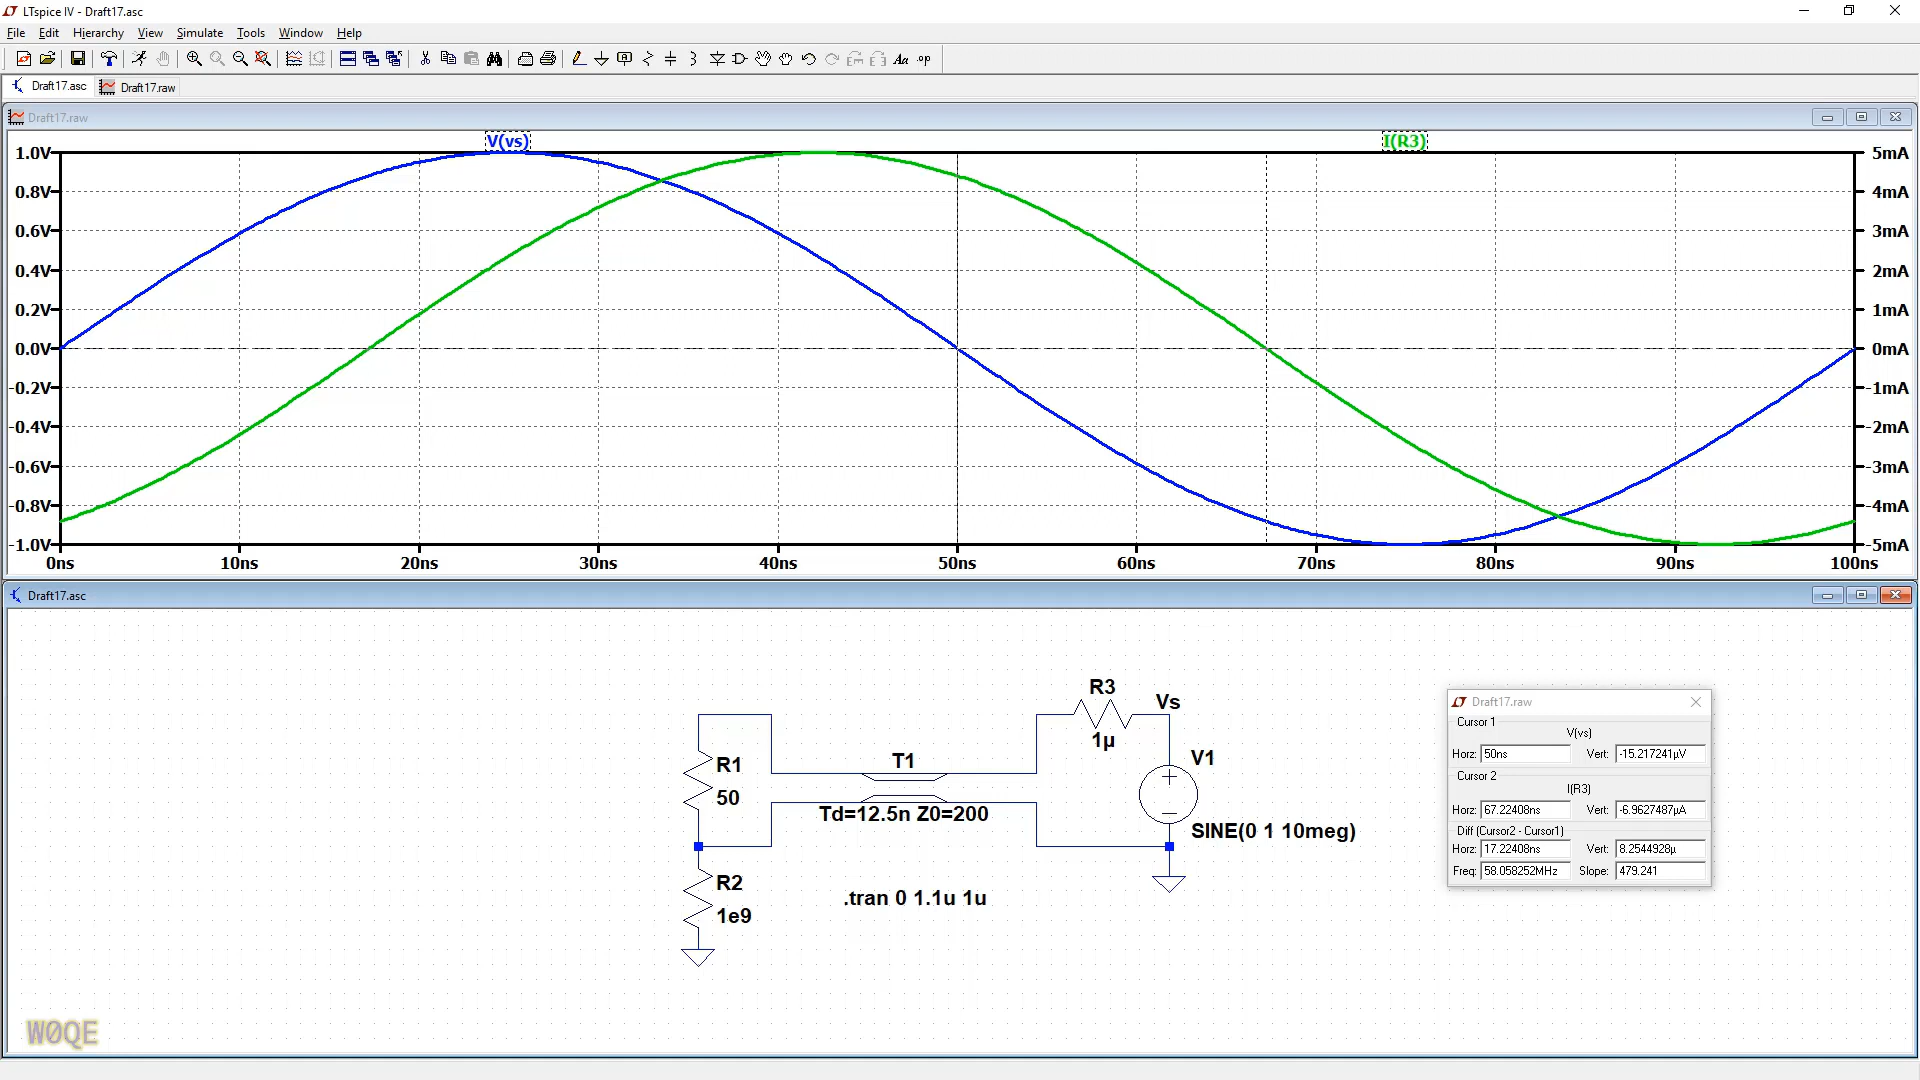 LTspice IV - Draft17.asc
File Edit Hierarchy View Simulate Tools Window Help
Aa .op
Draft17.asc Draft17.raw
Draft17.raw
V(vs) I(R3)
1.0V 5mA
0.8V 4mA
0.6V 3mA
0.4V 2mA
0.2V 1mA
0.0V 0mA
-0.2V -1mA
-0.4V -2mA
-0.6V -3mA
-0.8V -4mA
-1.0V -5mA
0ns 10ns 20ns 30ns 40ns 50ns 60ns 70ns 80ns 90ns 100ns
Draft17.asc
R3
Vs
1µ
T1
V1
R1
50
Td=12.5n Z0=200
SINE(0 1 10meg)
R2
1e9
.tran 0 1.1u 1u
Draft17.raw
Cursor 1
V(vs)
Horz: 50ns Vert: -15.217241µV
Cursor 2
I(R3)
Horz: 67.22408ns Vert: -6.9627487µA
Diff (Cursor2 - Cursor1)
Horz: 17.22408ns Vert: 8.2544928µ
Freq: 58.058252MHz Slope: 479.241
W0QE